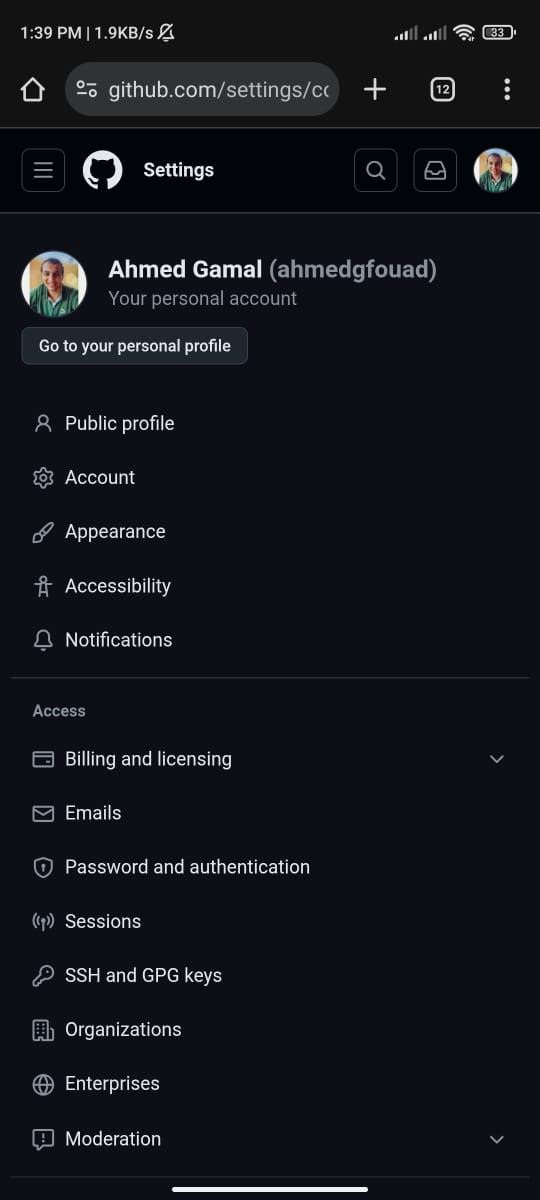 1:39 PM | 1.9KB/s
33
github.com/settings/cc
12
Settings
Ahmed Gamal (ahmedgfouad)
Your personal account
Go to your personal profile
Public profile
Account
Appearance
Accessibility
Notifications
Access
Billing and licensing
Emails
Password and authentication
Sessions
SSH and GPG keys
Organizations
Enterprises
Moderation